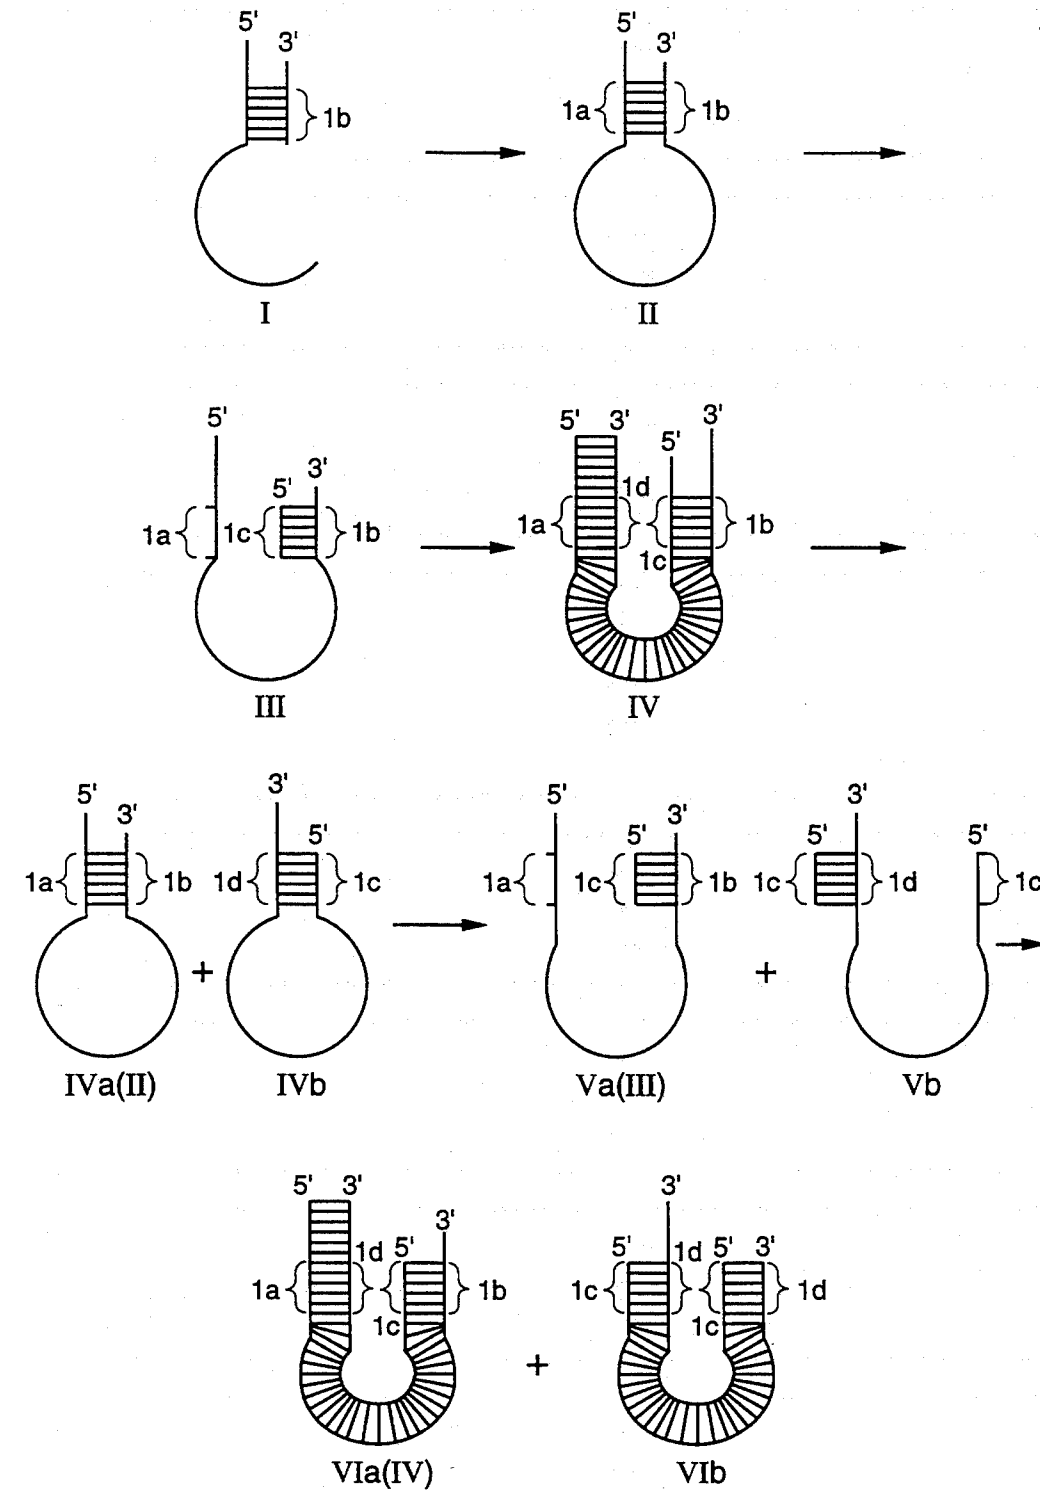 5'
3'
1b
I
5'
3'
1a
1b
II
5'
3'
5'
1a
1c
1b
III
5'
3'
5'
3'
1d
1a
1b
1c
IV
5'
3'
1a
1b
+
3'
5'
1d
1c
IVa(II)
IVb
5'
3'
5'
1a
1c
1b
+
3'
5'
5'
1c
1d
1c
Va(III)
Vb
5'
3'
3'
1d
5'
1a
1b
1c
+
3'
5'
1d
5'
3'
1c
1d
1c
VIa(IV)
VIb